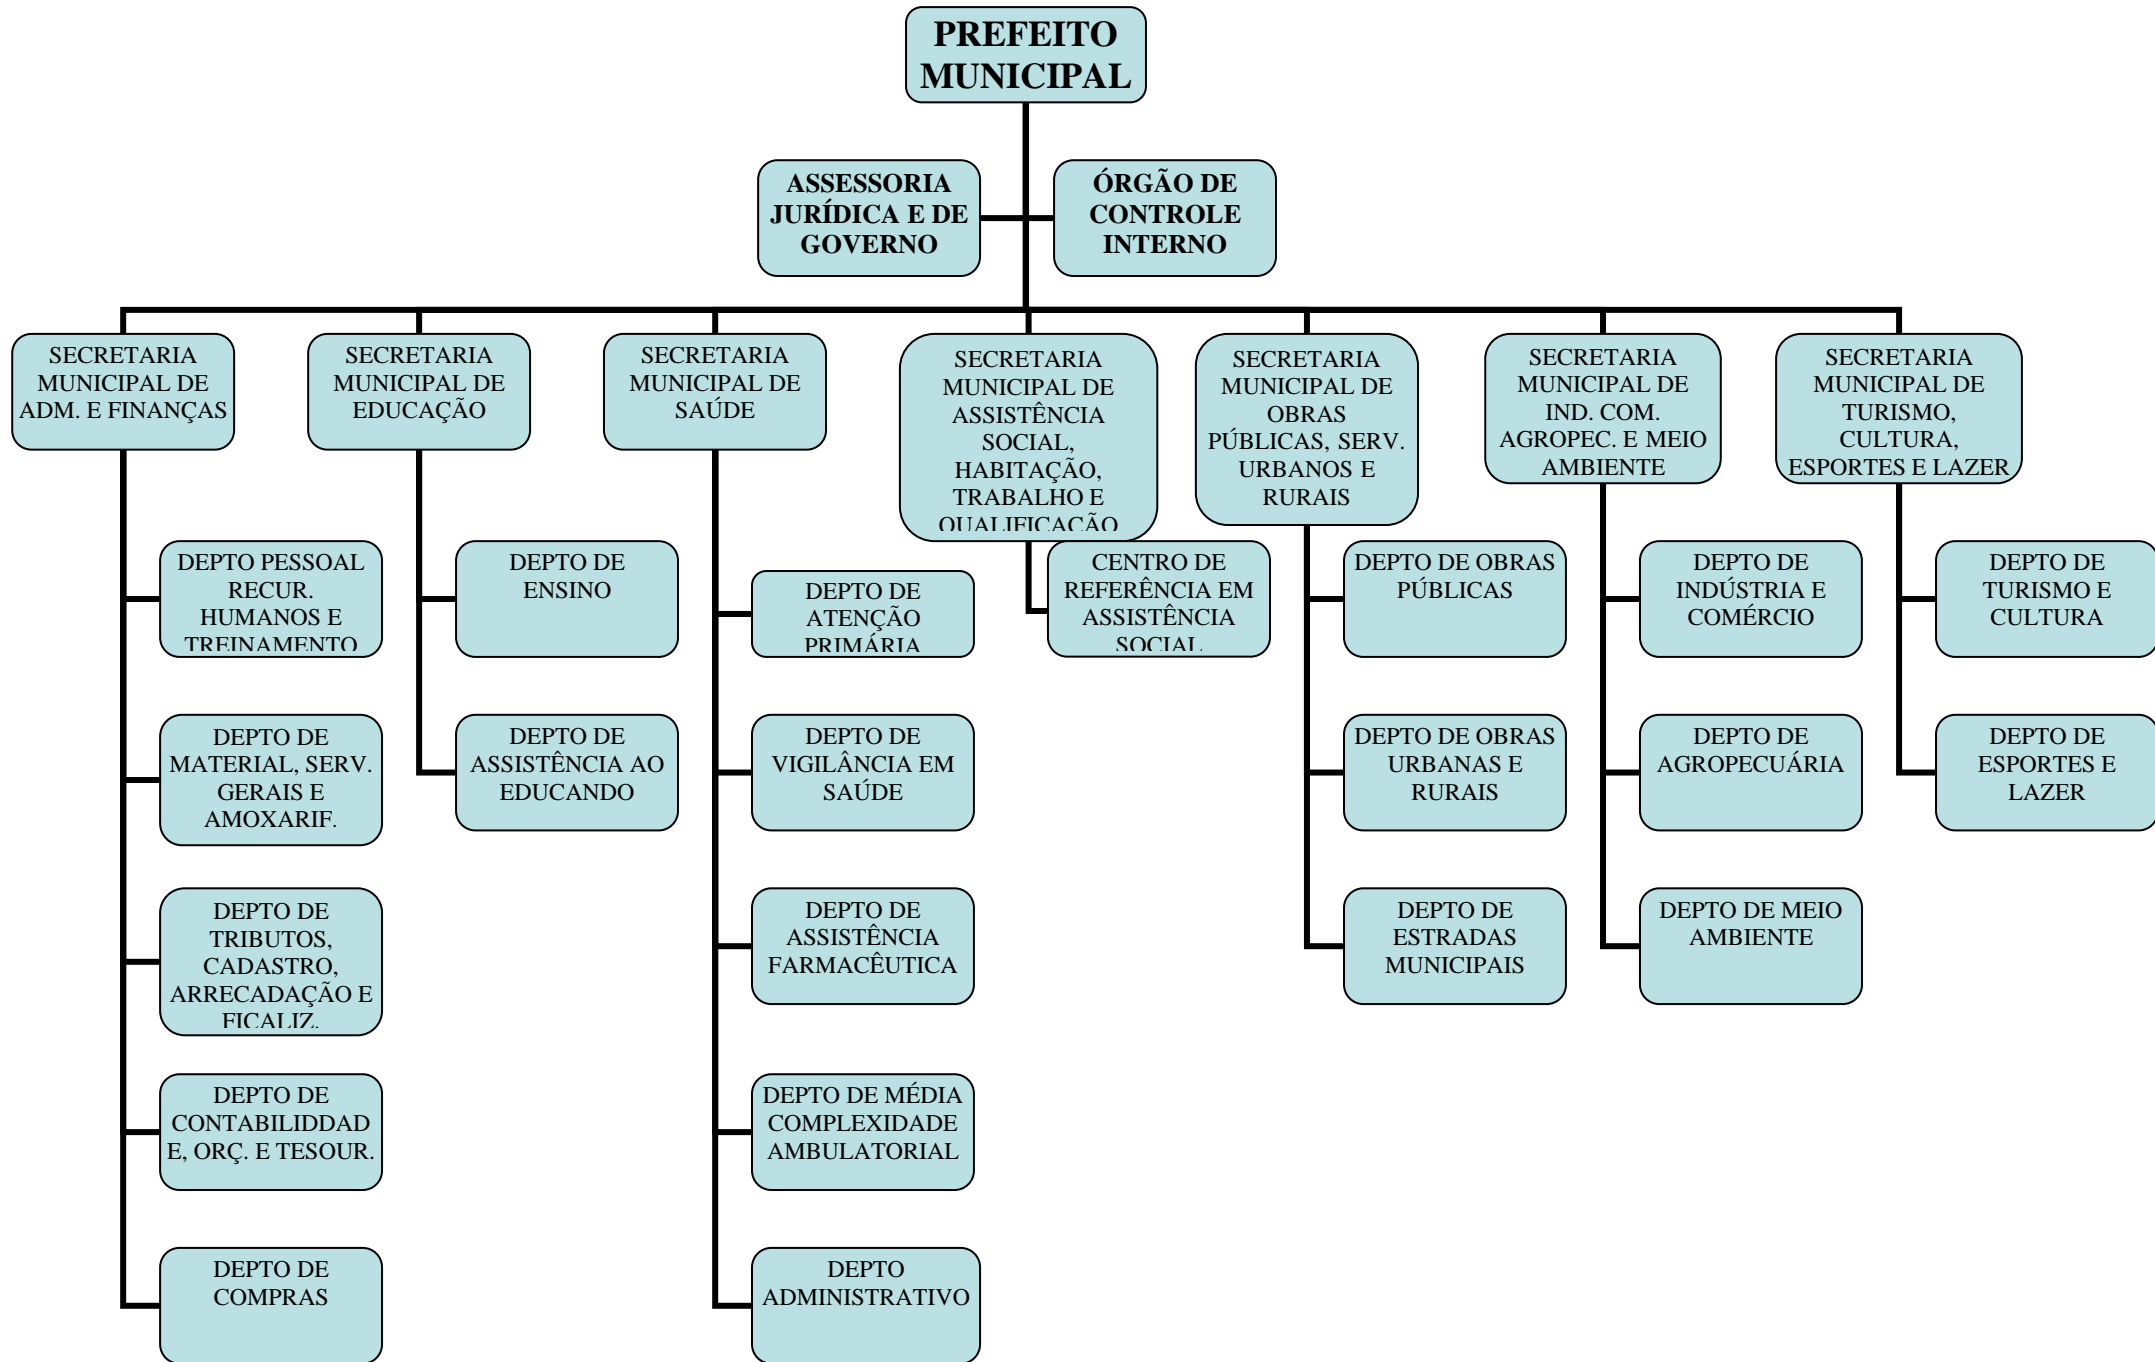 PREFEITO
MUNICIPAL
ASSESSORIA
JURÍDICA E DE
GOVERNO
ÓRGÃO DE
CONTROLE
INTERNO
SECRETARIA
MUNICIPAL DE
ADM. E FINANÇAS
SECRETARIA
MUNICIPAL DE
EDUCAÇÃO
SECRETARIA
MUNICIPAL DE
SAÚDE
SECRETARIA
MUNICIPAL DE
ASSISTÊNCIA
SOCIAL,
HABITAÇÃO,
TRABALHO E
QUALIFICAÇÃO
SECRETARIA
MUNICIPAL DE
OBRAS
PÚBLICAS, SERV.
URBANOS E
RURAIS
SECRETARIA
MUNICIPAL DE
IND. COM.
AGROPEC. E MEIO
AMBIENTE
SECRETARIA
MUNICIPAL DE
TURISMO,
CULTURA,
ESPORTES E LAZER
DEPTO PESSOAL
RECUR.
HUMANOS E
TREINAMENTO
DEPTO DE
MATERIAL, SERV.
GERAIS E
AMOXARIF.
DEPTO DE
TRIBUTOS,
CADASTRO,
ARRECADAÇÃO E
FICALIZ.
DEPTO DE
CONTABILIDDAD
E, ORÇ. E TESOUR.
DEPTO DE
COMPRAS
DEPTO DE
ENSINO
DEPTO DE
ASSISTÊNCIA AO
EDUCANDO
DEPTO DE
ATENÇÃO
PRIMÁRIA
DEPTO DE
VIGILÂNCIA EM
SAÚDE
DEPTO DE
ASSISTÊNCIA
FARMACÊUTICA
DEPTO DE MÉDIA
COMPLEXIDADE
AMBULATORIAL
DEPTO
ADMINISTRATIVO
CENTRO DE
REFERÊNCIA EM
ASSISTÊNCIA
SOCIAL
DEPTO DE OBRAS
PÚBLICAS
DEPTO DE OBRAS
URBANAS E
RURAIS
DEPTO DE
ESTRADAS
MUNICIPAIS
DEPTO DE
INDÚSTRIA E
COMÉRCIO
DEPTO DE
AGROPECUÁRIA
DEPTO DE MEIO
AMBIENTE
DEPTO DE
TURISMO E
CULTURA
DEPTO DE
ESPORTES E
LAZER